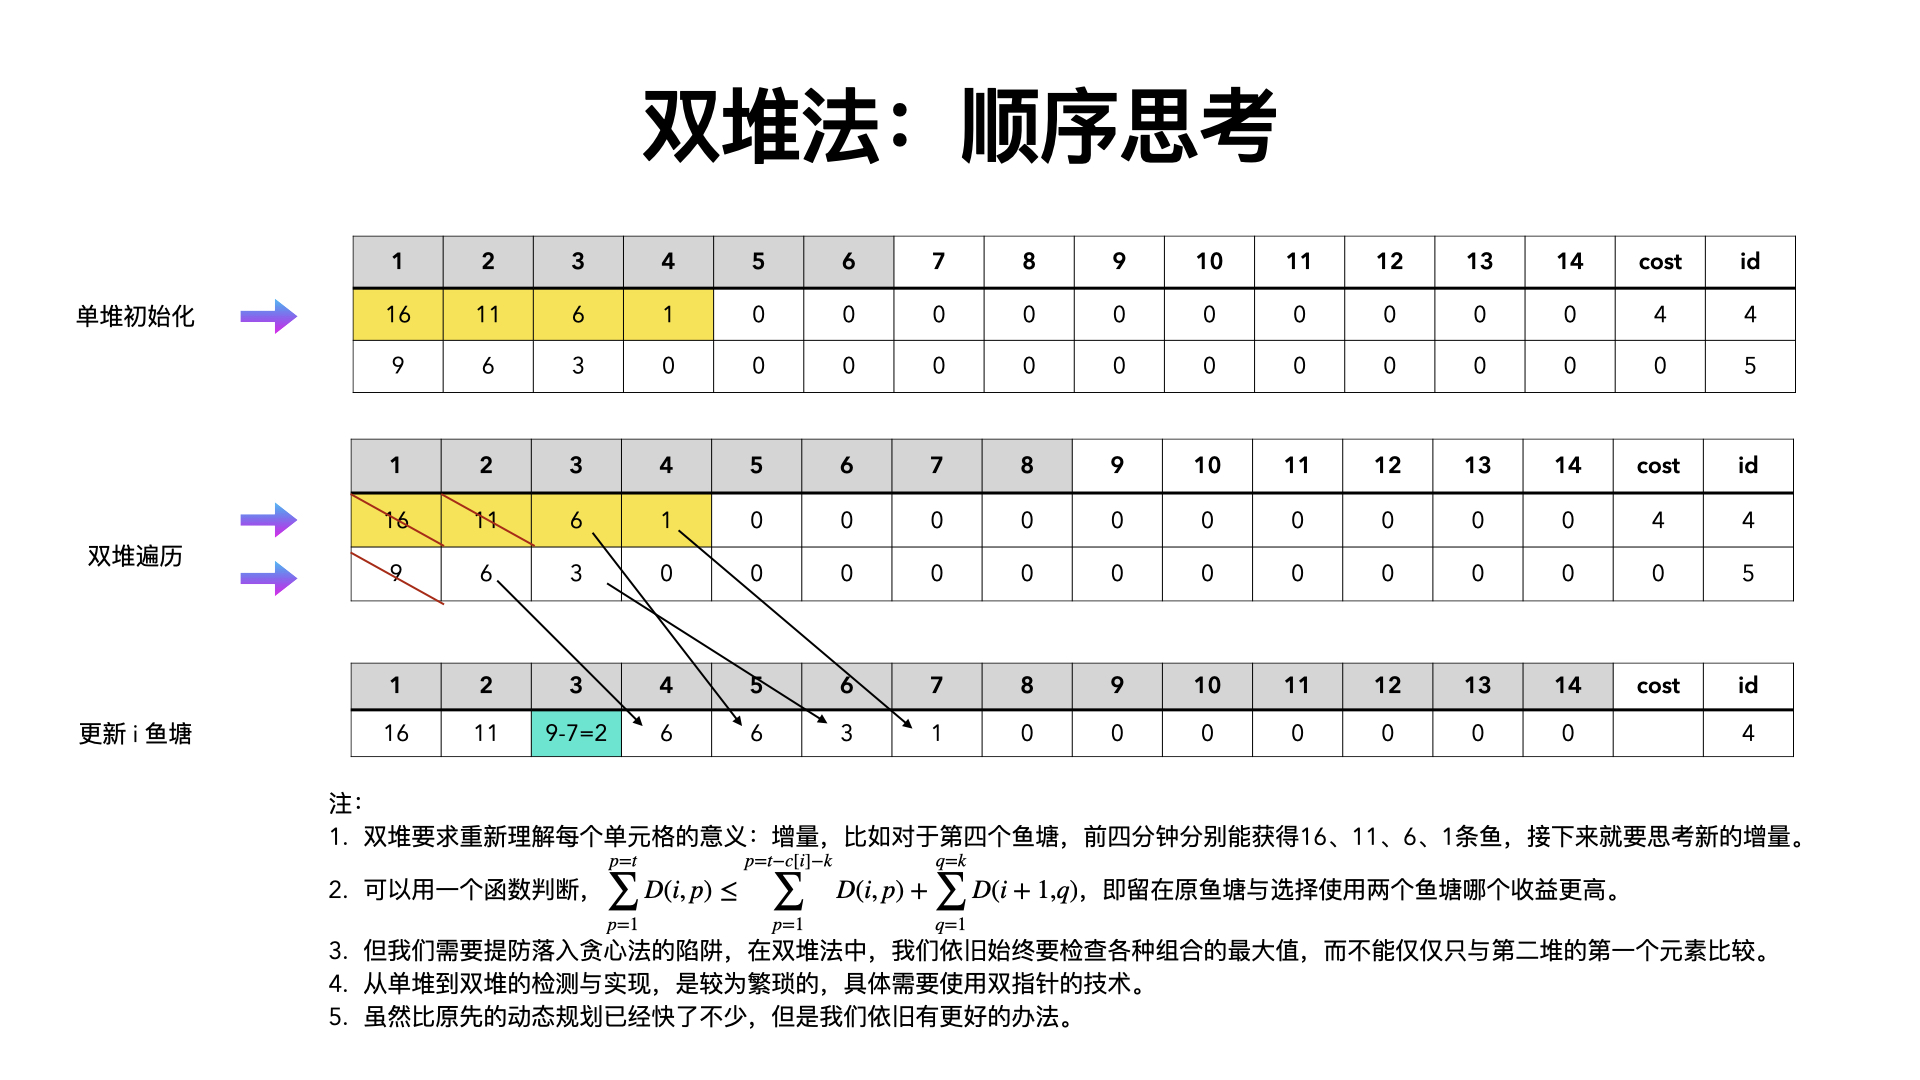 双堆法：顺序思考
1 2 3 4 5 6 7 8 9 10 11 12 13 14 cost id
单堆初始化
16 11 6 1 0 0 0 0 0 0 0 0 0 0 4 4
9 6 3 0 0 0 0 0 0 0 0 0 0 0 0 5
1 2 3 4 5 6 7 8 9 10 11 12 13 14 cost id
16 11 6 1 0 0 0 0 0 0 0 0 0 0 4 4
双堆遍历
9 6 3 0 0 0 0 0 0 0 0 0 0 0 0 5
1 2 3 4 5 6 7 8 9 10 11 12 13 14 cost id
更新 i 鱼塘
16 11 9-7=2 6 6 3 1 0 0 0 0 0 0 0 4
注：
1. 双堆要求重新理解每个单元格的意义：增量，比如对于第四个鱼塘，前四分钟分别能获得16、11、6、1条鱼，接下来就要思考新的增量。
2. 可以用一个函数判断，∑_{p=1}^{p=t} D(i,p) ≤ ∑_{p=1}^{p=t−c[i]−k} D(i,p) + ∑_{q=1}^{q=k} D(i+1,q)，即留在原鱼塘与选择使用两个鱼塘哪个收益更高。
3. 但我们需要提防落入贪心法的陷阱，在双堆法中，我们依旧始终要检查各种组合的最大值，而不能仅仅只与第二堆的第一个元素比较。
4. 从单堆到双堆的检测与实现，是较为繁琐的，具体需要使用双指针的技术。
5. 虽然比原先的动态规划已经快了不少，但是我们依旧有更好的办法。